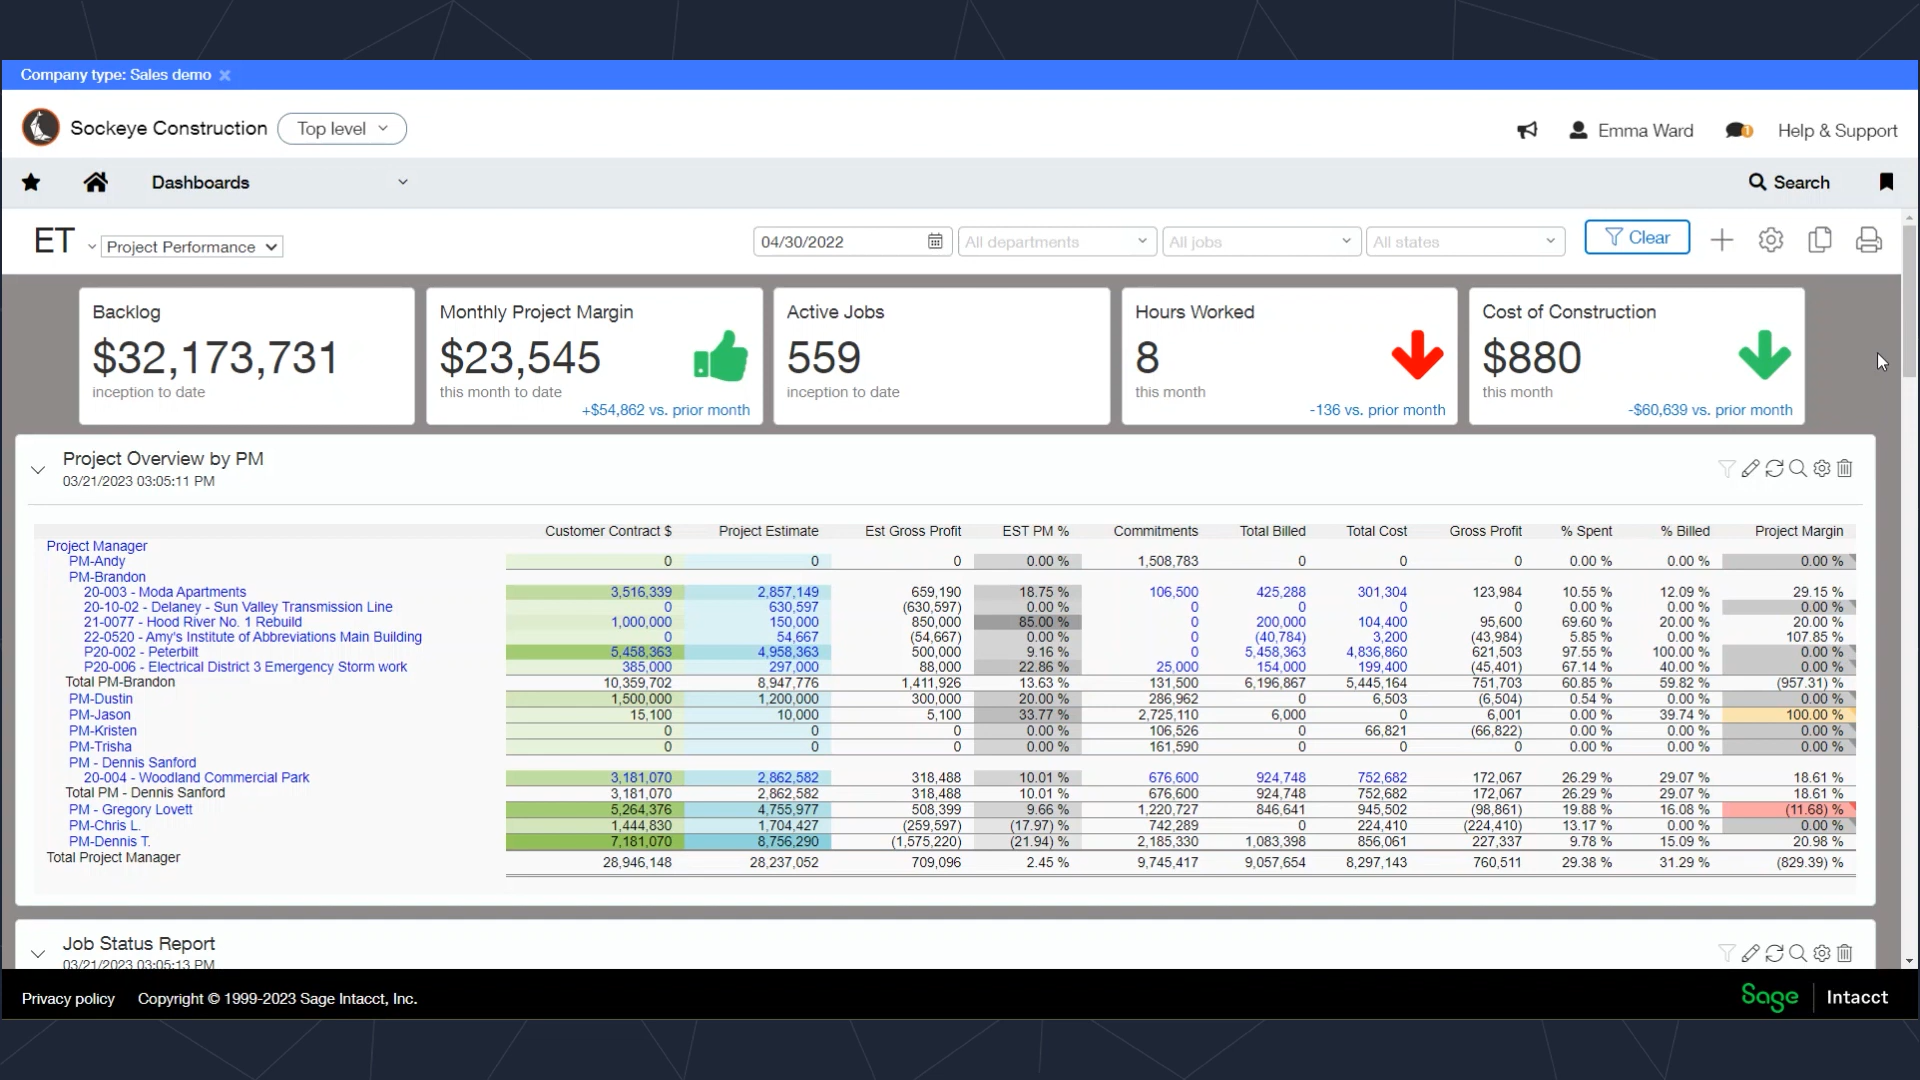 Company type: Sales demo
Sockeye Construction Top level Emma Ward 1 Help & Support
Dashboards Search
ET Project Performance 04/30/2022 All departments All jobs All states Clear
Backlog
$32,173,731
inception to date
Monthly Project Margin
$23,545
this month to date
+$54,862 vs. prior month
Active Jobs
559
inception to date
Hours Worked
8
this month
-136 vs. prior month
Cost of Construction
$880
this month
-$60,639 vs. prior month
Project Overview by PM
03/21/2023 03:05:11 PM
Customer Contract $ Project Estimate Est Gross Profit EST PM % Commitments Total Billed Total Cost Gross Profit % Spent % Billed Project Margin
Project Manager
PM-Andy 0 0 0 0.00 % 1,508,783 0 0 0 0.00 % 0.00 % 0.00 %
PM-Brandon
20-003 - Moda Apartments 3,516,339 2,857,149 659,190 18.75 % 106,500 425,288 301,304 123,984 10.55 % 12.09 % 29.15 %
20-10-02 - Delaney - Sun Valley Transmission Line 0 630,597 (630,597) 0.00 % 0 0 0 0 0.00 % 0.00 % 0.00 %
21-0077 - Hood River No. 1 Rebuild 1,000,000 150,000 850,000 85.00 % 0 200,000 104,400 95,600 69.60 % 20.00 % 20.00 %
22-0520 - Amy's Institute of Abbreviations Main Building 0 54,667 (54,667) 0.00 % 0 (40,784) 3,200 (43,984) 5.85 % 0.00 % 107.85 %
P20-002 - Peterbilt 5,458,363 4,958,363 500,000 9.16 % 0 5,458,363 4,836,860 621,503 97.55 % 100.00 % 0.00 %
P20-006 - Electrical District 3 Emergency Storm work 385,000 297,000 88,000 22.86 % 25,000 154,000 199,400 (45,401) 67.14 % 40.00 % 0.00 %
Total PM-Brandon 10,359,702 8,947,776 1,411,926 13.63 % 131,500 6,196,867 5,445,164 751,703 60.85 % 59.82 % (957.31) %
PM-Dustin 1,500,000 1,200,000 300,000 20.00 % 286,962 0 6,503 (6,504) 0.54 % 0.00 % 0.00 %
PM-Jason 15,100 10,000 5,100 33.77 % 2,725,110 6,000 0 6,001 0.00 % 39.74 % 100.00 %
PM-Kristen 0 0 0 0.00 % 106,526 0 66,821 (66,822) 0.00 % 0.00 % 0.00 %
PM-Trisha 0 0 0 0.00 % 161,590 0 0 0 0.00 % 0.00 % 0.00 %
PM - Dennis Sanford
20-004 - Woodland Commercial Park 3,181,070 2,862,582 318,488 10.01 % 676,600 924,748 752,682 172,067 26.29 % 29.07 % 18.61 %
Total PM - Dennis Sanford 3,181,070 2,862,582 318,488 10.01 % 676,600 924,748 752,682 172,067 26.29 % 29.07 % 18.61 %
PM - Gregory Lovett 5,264,376 4,755,977 508,399 9.66 % 1,220,727 846,641 945,502 (98,861) 19.88 % 16.08 % (11.68) %
PM-Chris L. 1,444,830 1,704,427 (259,597) (17.97) % 742,289 0 224,410 (224,410) 13.17 % 0.00 % 0.00 %
PM-Dennis T. 7,181,070 8,756,290 (1,575,220) (21.94) % 2,185,330 1,083,398 856,061 227,337 9.78 % 15.09 % 20.98 %
Total Project Manager 28,946,148 28,237,052 709,096 2.45 % 9,745,417 9,057,654 8,297,143 760,511 29.38 % 31.29 % (829.39) %
Job Status Report
03/21/2023 03:05:13 PM
Privacy policy Copyright © 1999-2023 Sage Intacct, Inc. Sage Intacct